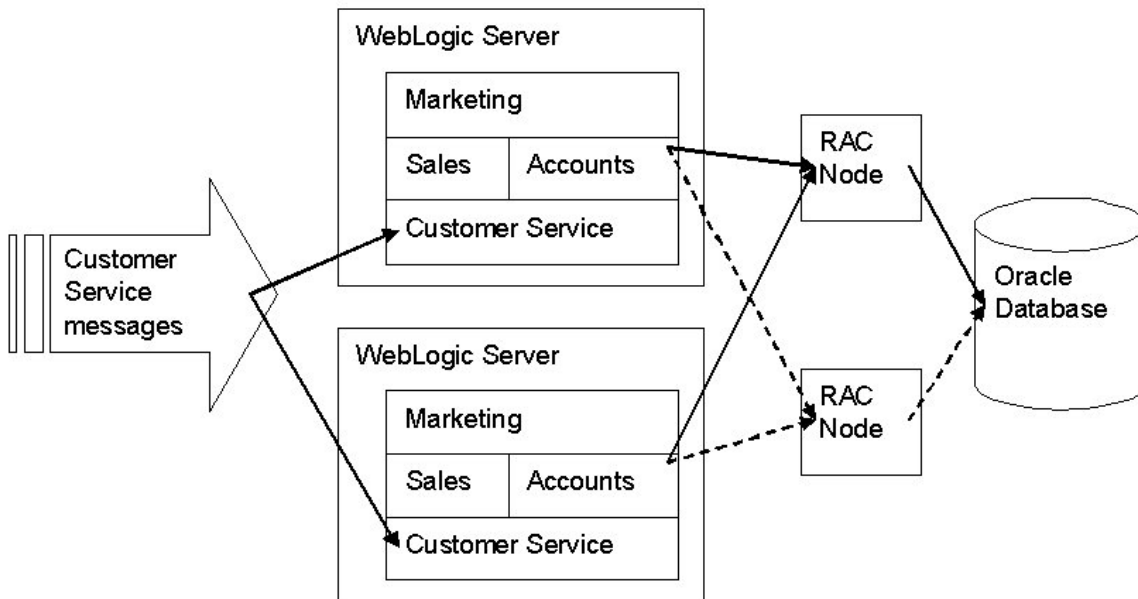 Customer
Service
messages
WebLogic Server
Marketing
Sales
Accounts
Customer Service
WebLogic Server
Marketing
Sales
Accounts
Customer Service
RAC
Node
RAC
Node
Oracle
Database